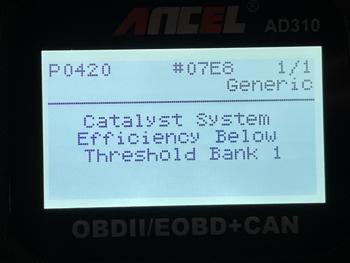 ANCEL AD310
P0420 #07E8 1/1
Generic
Catalyst System
Efficiency Below
Threshold Bank 1
OBDII/EOBD+CAN